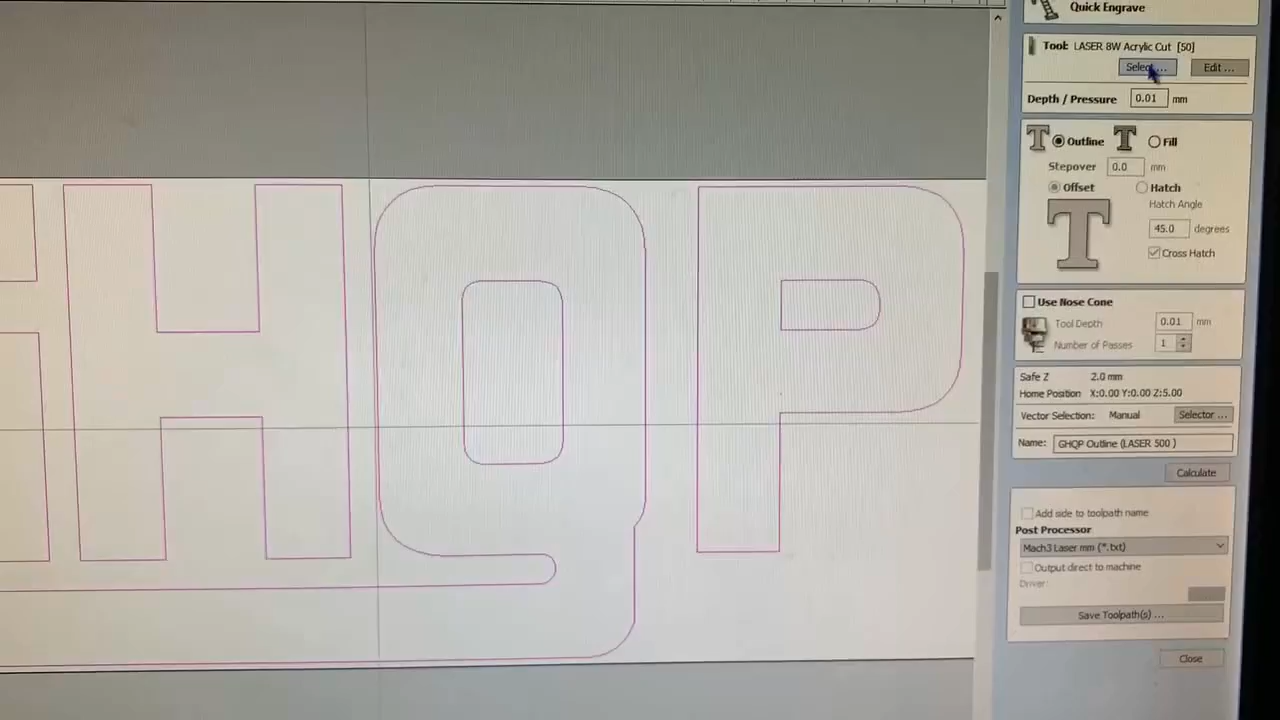 Quick Engrave
Tool: LASER 8W Acrylic Cut [50]
Select ... Edit ...
Depth / Pressure 0.01 mm
T Outline T Fill
Stepover 0.0 mm
Offset Hatch
Hatch Angle
T 45.0 degrees
Cross Hatch
Use Nose Cone
Tool Depth 0.01 mm
Number of Passes 1
Safe Z 2.0 mm
Home Position X:0.00 Y:0.00 Z:5.00
Vector Selection: Manual Selector ...
Name: GHQP Outline (LASER 500 )
Calculate
Add side to toolpath name
Post Processor
Mach3 Laser mm (*.txt)
Output direct to machine
Driver:
Save Toolpath(s) ...
Close
HQP